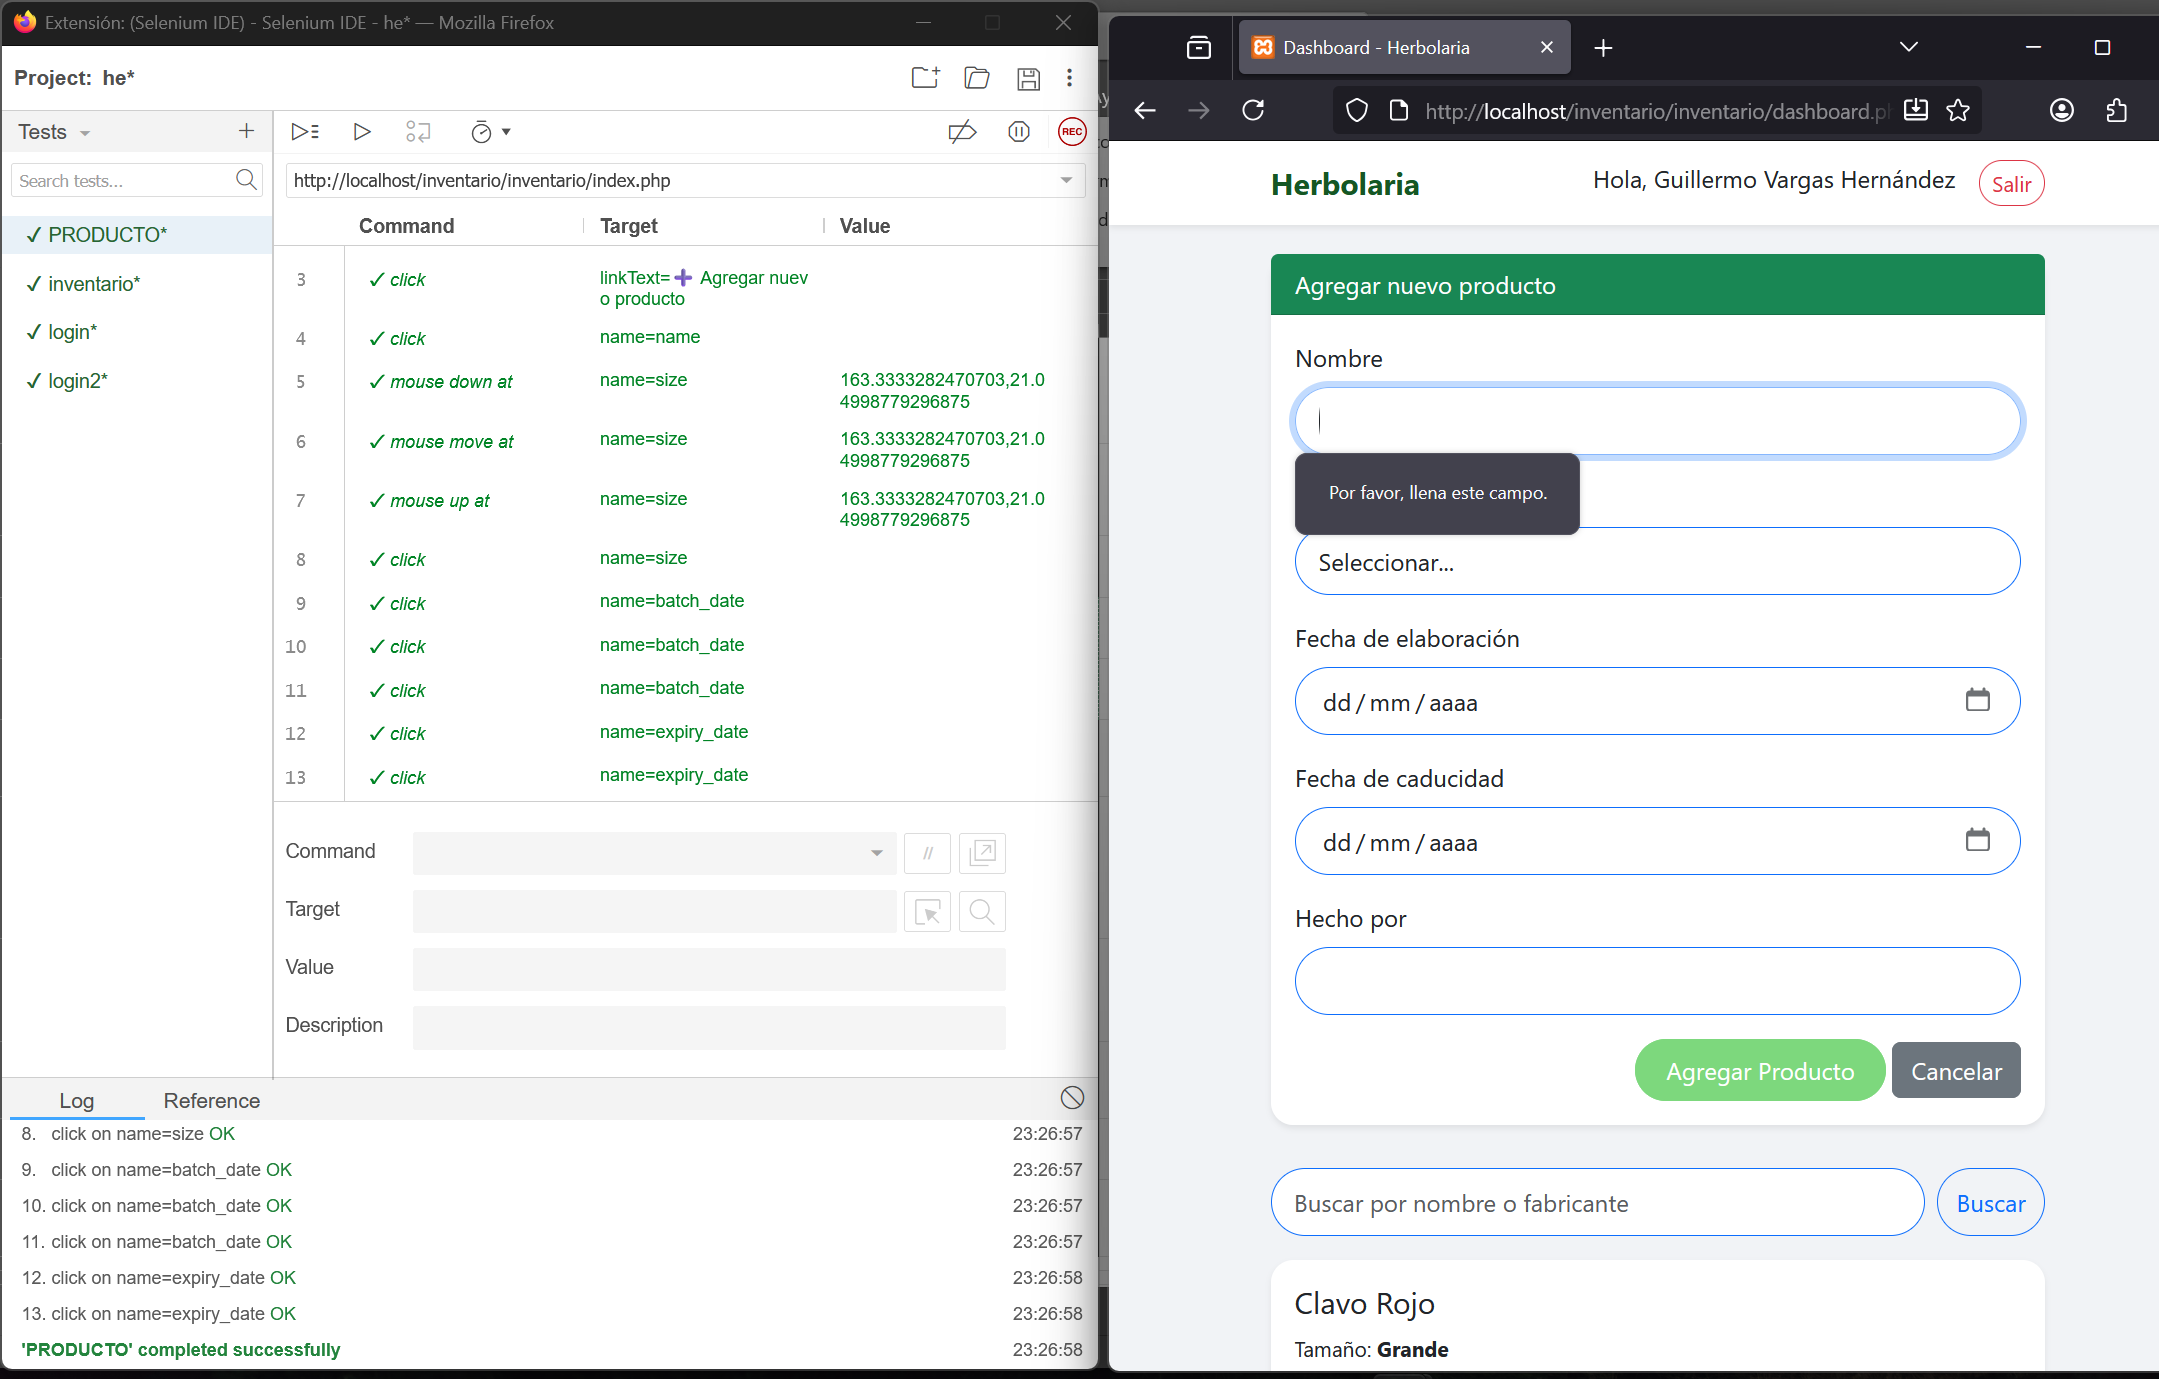 Extensión: (Selenium IDE) - Selenium IDE - he* — Mozilla Firefox
Project: he*
Tests
Search tests...
✓ PRODUCTO*
✓ inventario*
✓ login*
✓ login2*
REC
http://localhost/inventario/inventario/index.php
Command Target Value
3 ✓ click linkText=➕ Agregar nuev
o producto
4 ✓ click name=name
5 ✓ mouse down at name=size 163.3333282470703,21.0
4998779296875
6 ✓ mouse move at name=size 163.3333282470703,21.0
4998779296875
7 ✓ mouse up at name=size 163.3333282470703,21.0
4998779296875
8 ✓ click name=size
9 ✓ click name=batch_date
10 ✓ click name=batch_date
11 ✓ click name=batch_date
12 ✓ click name=expiry_date
13 ✓ click name=expiry_date
Command
//
Target
Value
Description
Log Reference
8. click on name=size OK 23:26:57
9. click on name=batch_date OK 23:26:57
10. click on name=batch_date OK 23:26:57
11. click on name=batch_date OK 23:26:57
12. click on name=expiry_date OK 23:26:58
13. click on name=expiry_date OK 23:26:58
'PRODUCTO' completed successfully 23:26:58
Dashboard - Herbolaria
http://localhost/inventario/inventario/dashboard.ph
Herbolaria
Hola, Guillermo Vargas Hernández
Salir
Agregar nuevo producto
Nombre
Por favor, llena este campo.
Seleccionar...
Fecha de elaboración
dd/mm/aaaa
Fecha de caducidad
dd/mm/aaaa
Hecho por
Agregar Producto
Cancelar
Buscar por nombre o fabricante
Buscar
Clavo Rojo
Tamaño: Grande